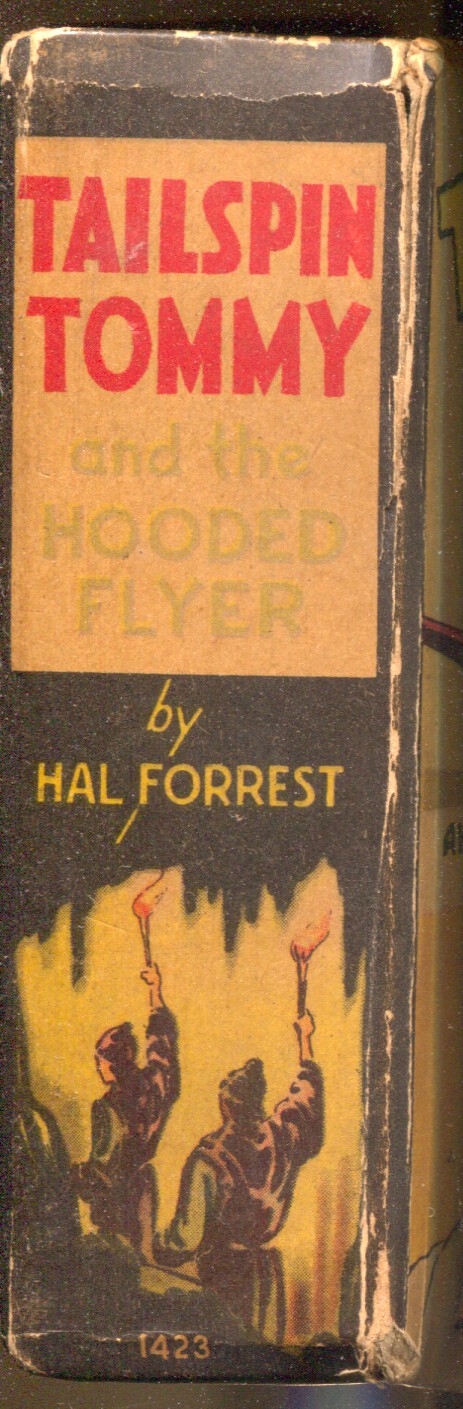 TAILSPIN
TOMMY
and the
HOODED
FLYER
by
HAL FORREST
1423